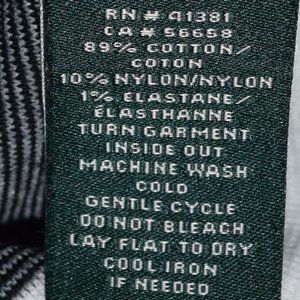 RN # 41381
CA # 56658
89% COTTON/
COTON
10% NYLON/NYLON
1% ELASTANE/
ÉLASTHANNE
TURN GARMENT
INSIDE OUT
MACHINE WASH
COLD
GENTLE CYCLE
DO NOT BLEACH
LAY FLAT TO DRY
COOL IRON
IF NEEDED